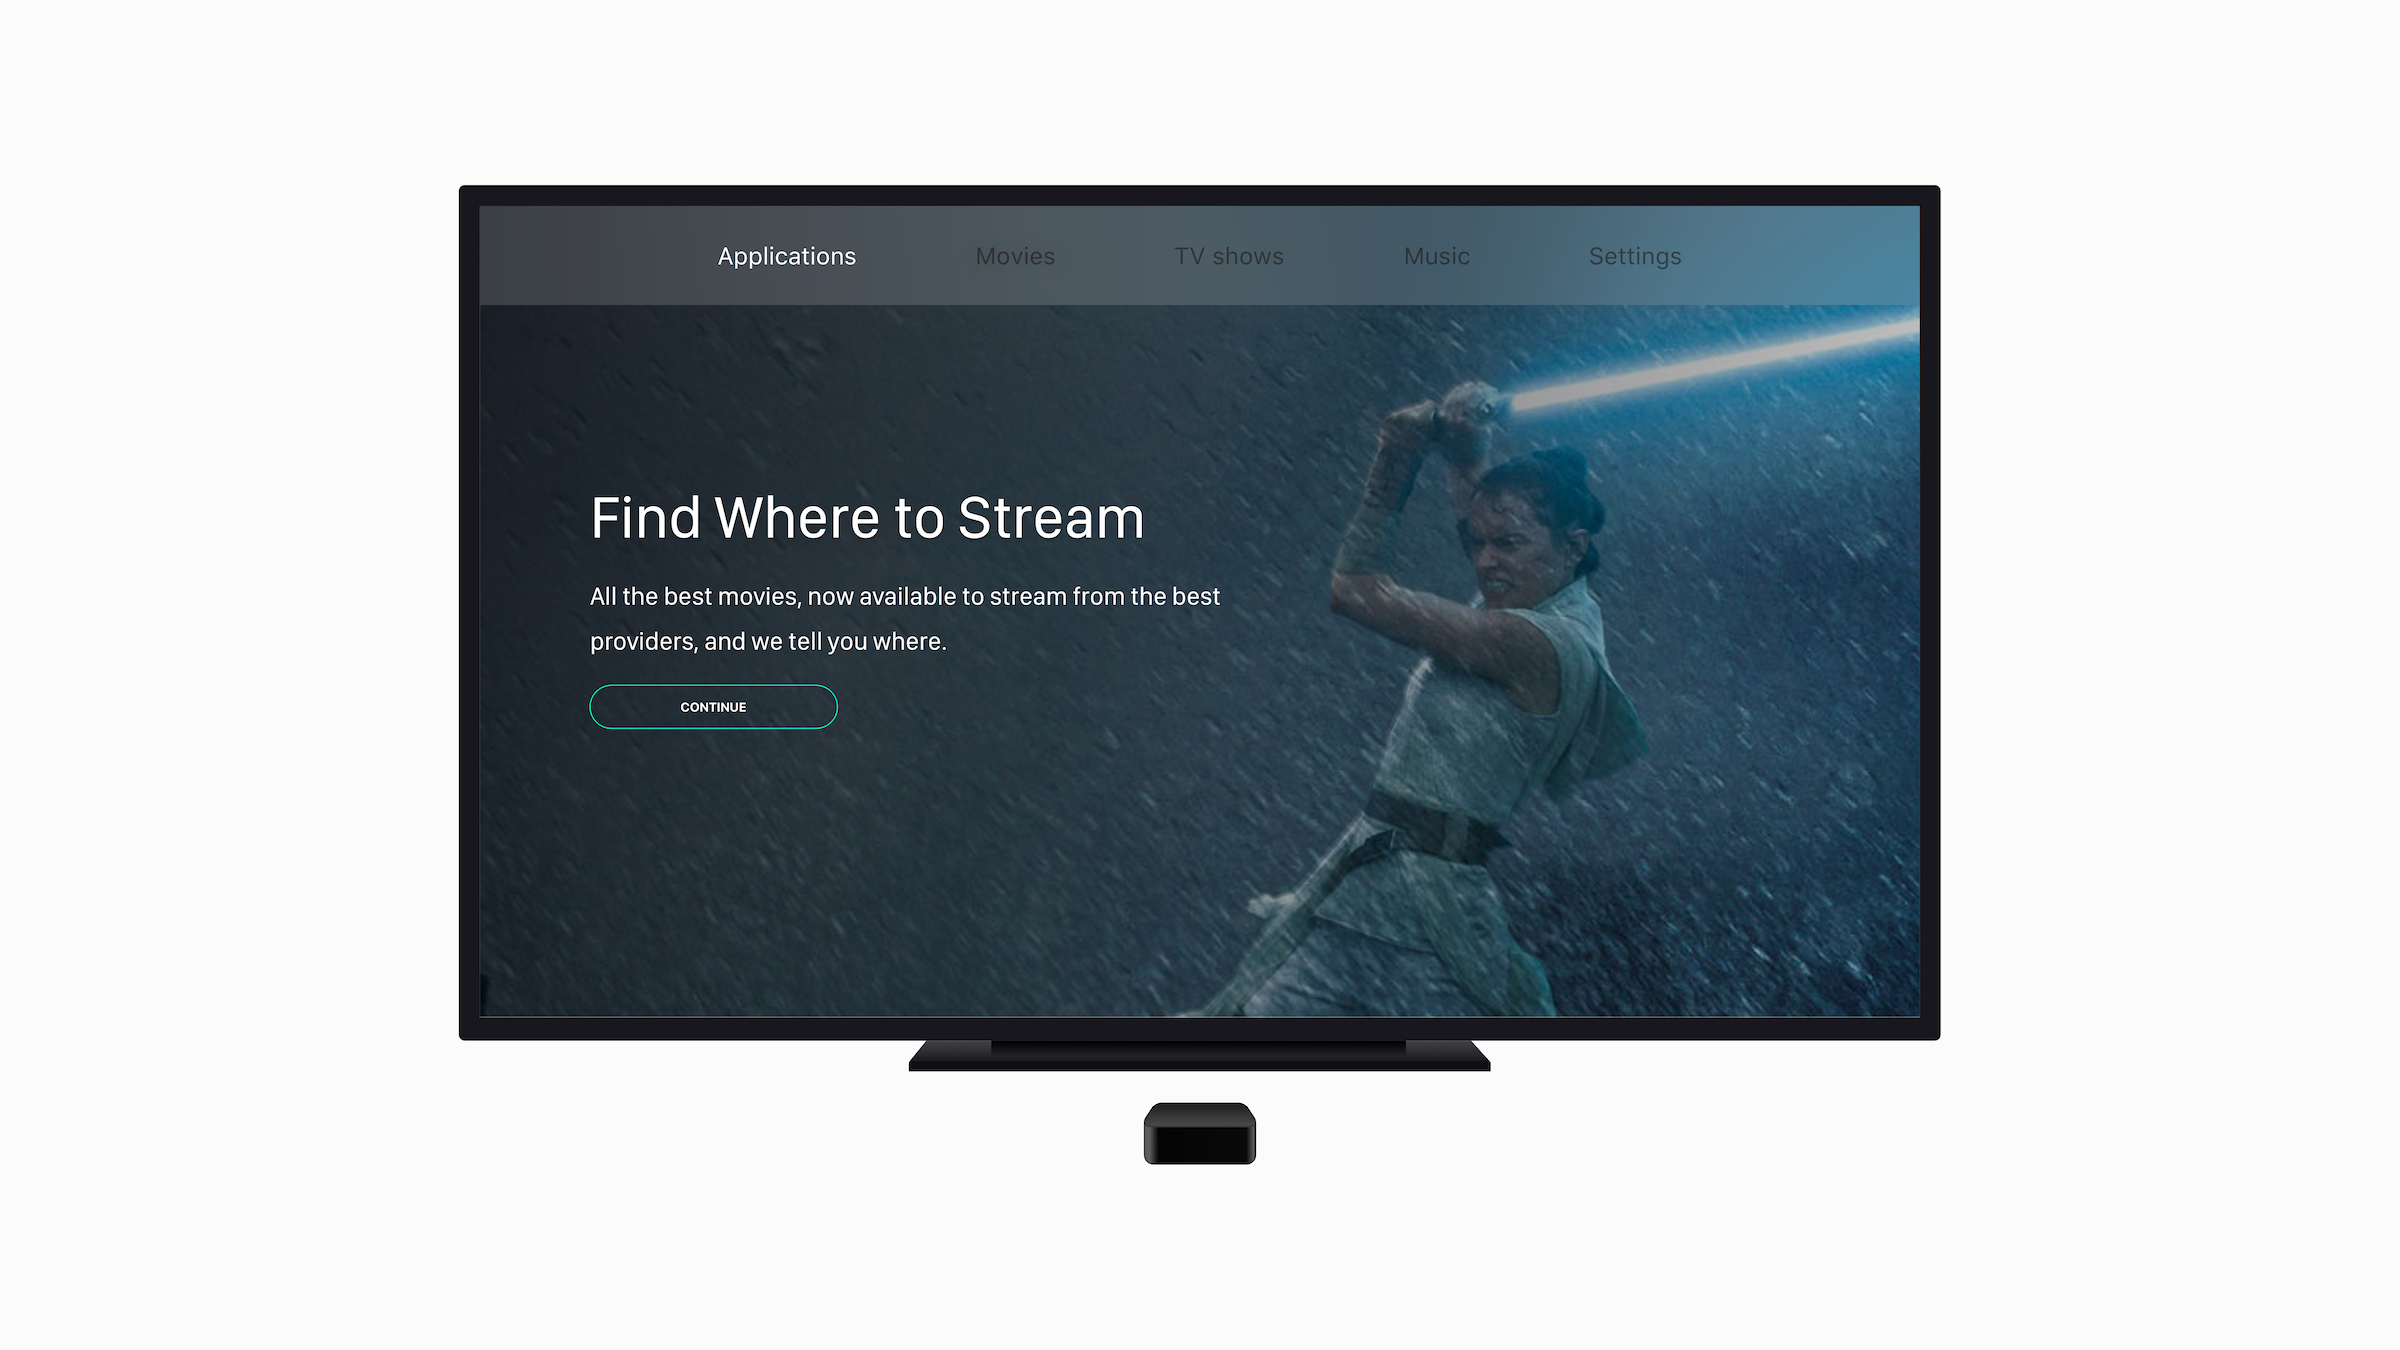 Applications Movies TV shows Music Settings
Find Where to Stream
All the best movies, now available to stream from the best
providers, and we tell you where.
CONTINUE